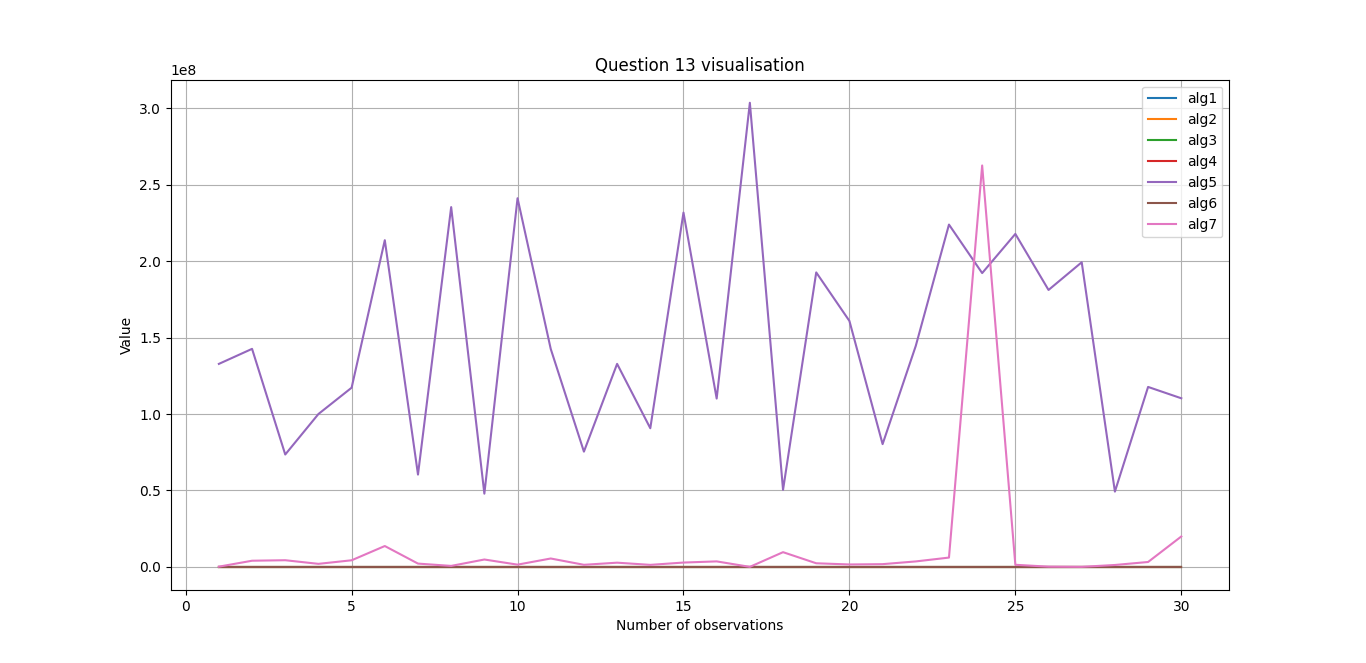 Question 13 visualisation
1e8
3.0
2.5
2.0
1.5
1.0
0.5
0.0
Value
0
5
10
15
20
25
30
Number of observations
alg1
alg2
alg3
alg4
alg5
alg6
alg7